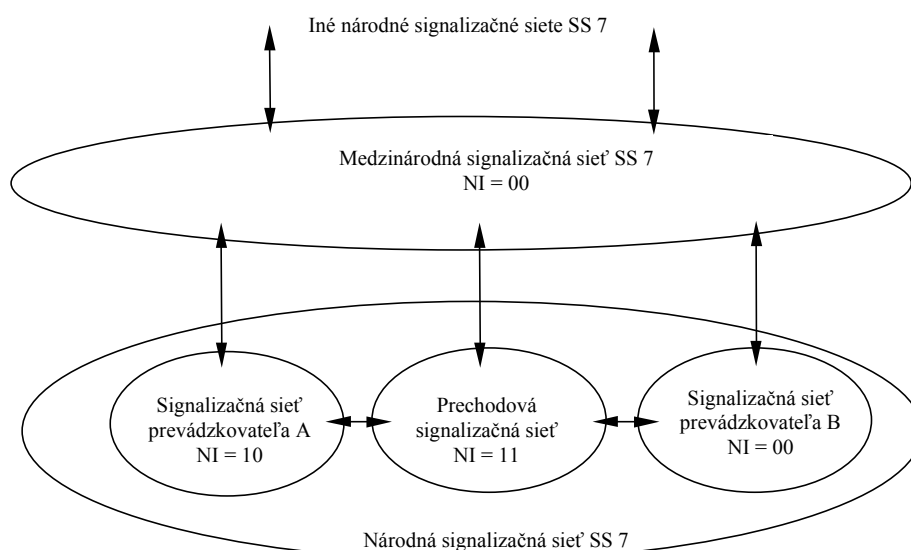 Iné národné signalizačné siete SS 7
Medzinárodná signalizačná sieť SS 7
NI = 00
Signalizačná sieť
prevádzkovateľa A
NI = 10
Prechodová
signalizačná sieť
NI = 11
Signalizačná sieť
prevádzkovateľa B
NI = 00
Národná signalizačná sieť SS 7